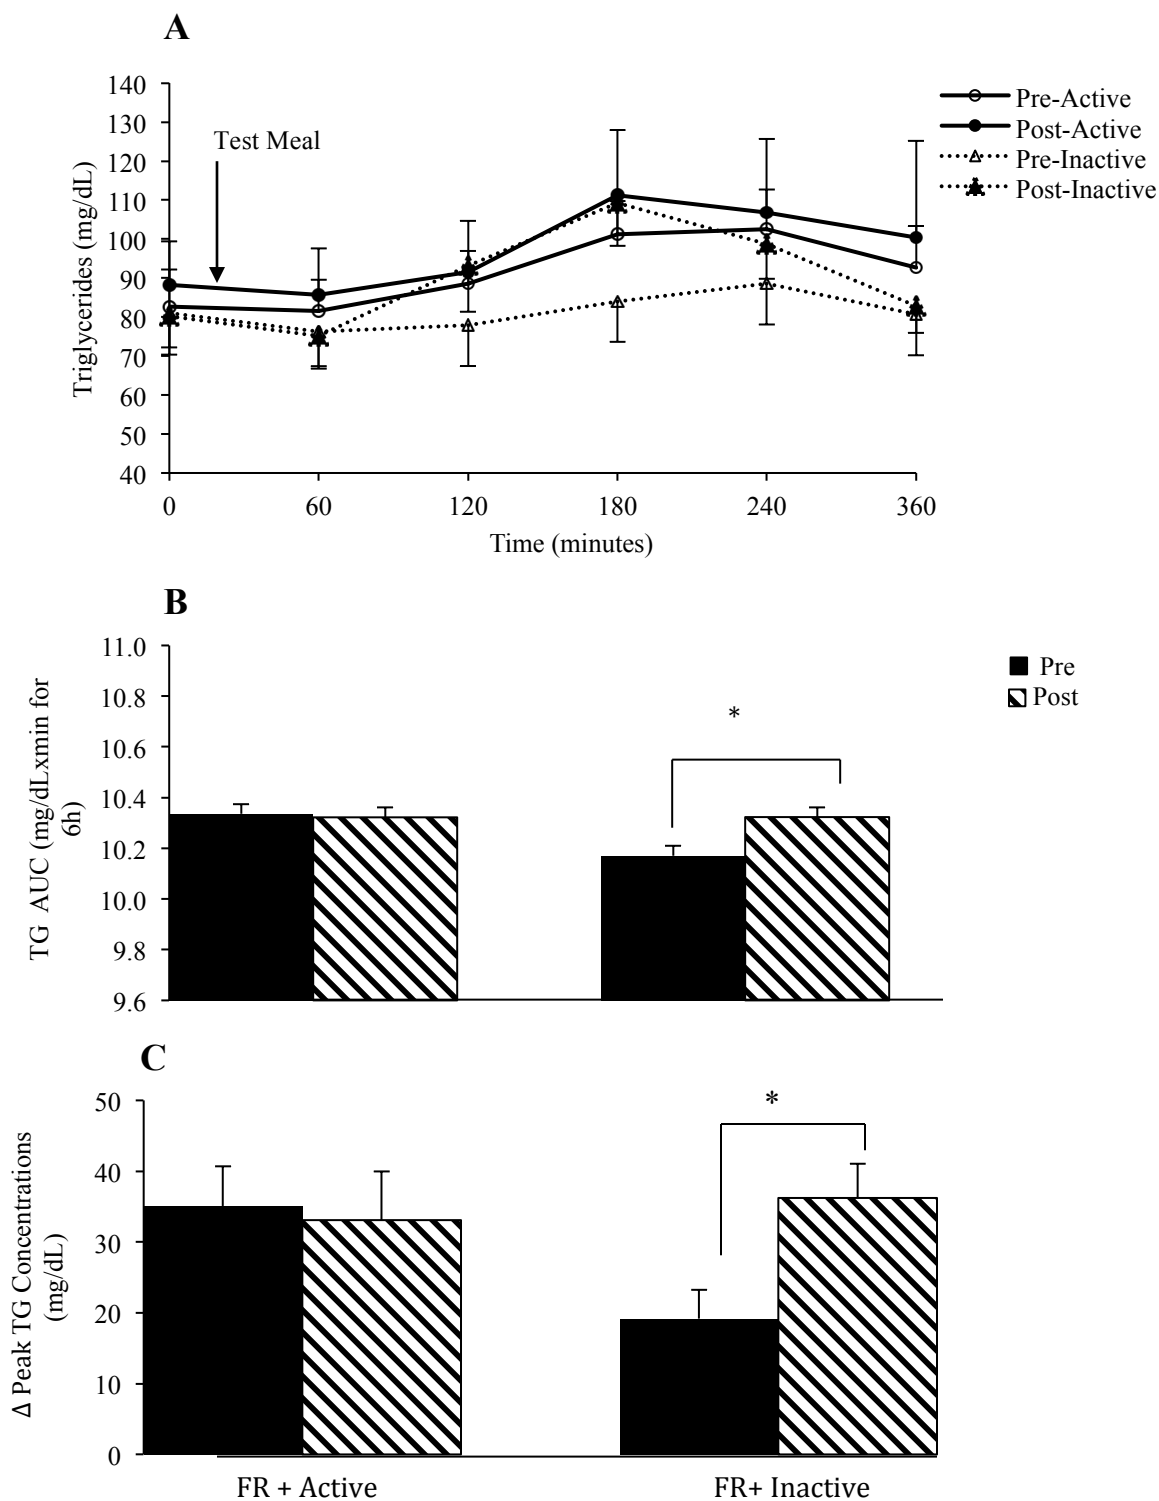 A
140
130
120
110
100
90
80
70
60
50
40
Triglycerides (mg/dL)
Test Meal
Pre-Active
Post-Active
Pre-Inactive
Post-Inactive
0 60 120 180 240 360
Time (minutes)
B
11.0
10.8
10.6
10.4
10.2
10.0
9.8
9.6
TG AUC (mg/dLxmin for
6h)
*
Pre
Post
C
50
40
30
20
10
0
Δ Peak TG Concentrations
(mg/dL)
*
FR + Active FR+ Inactive